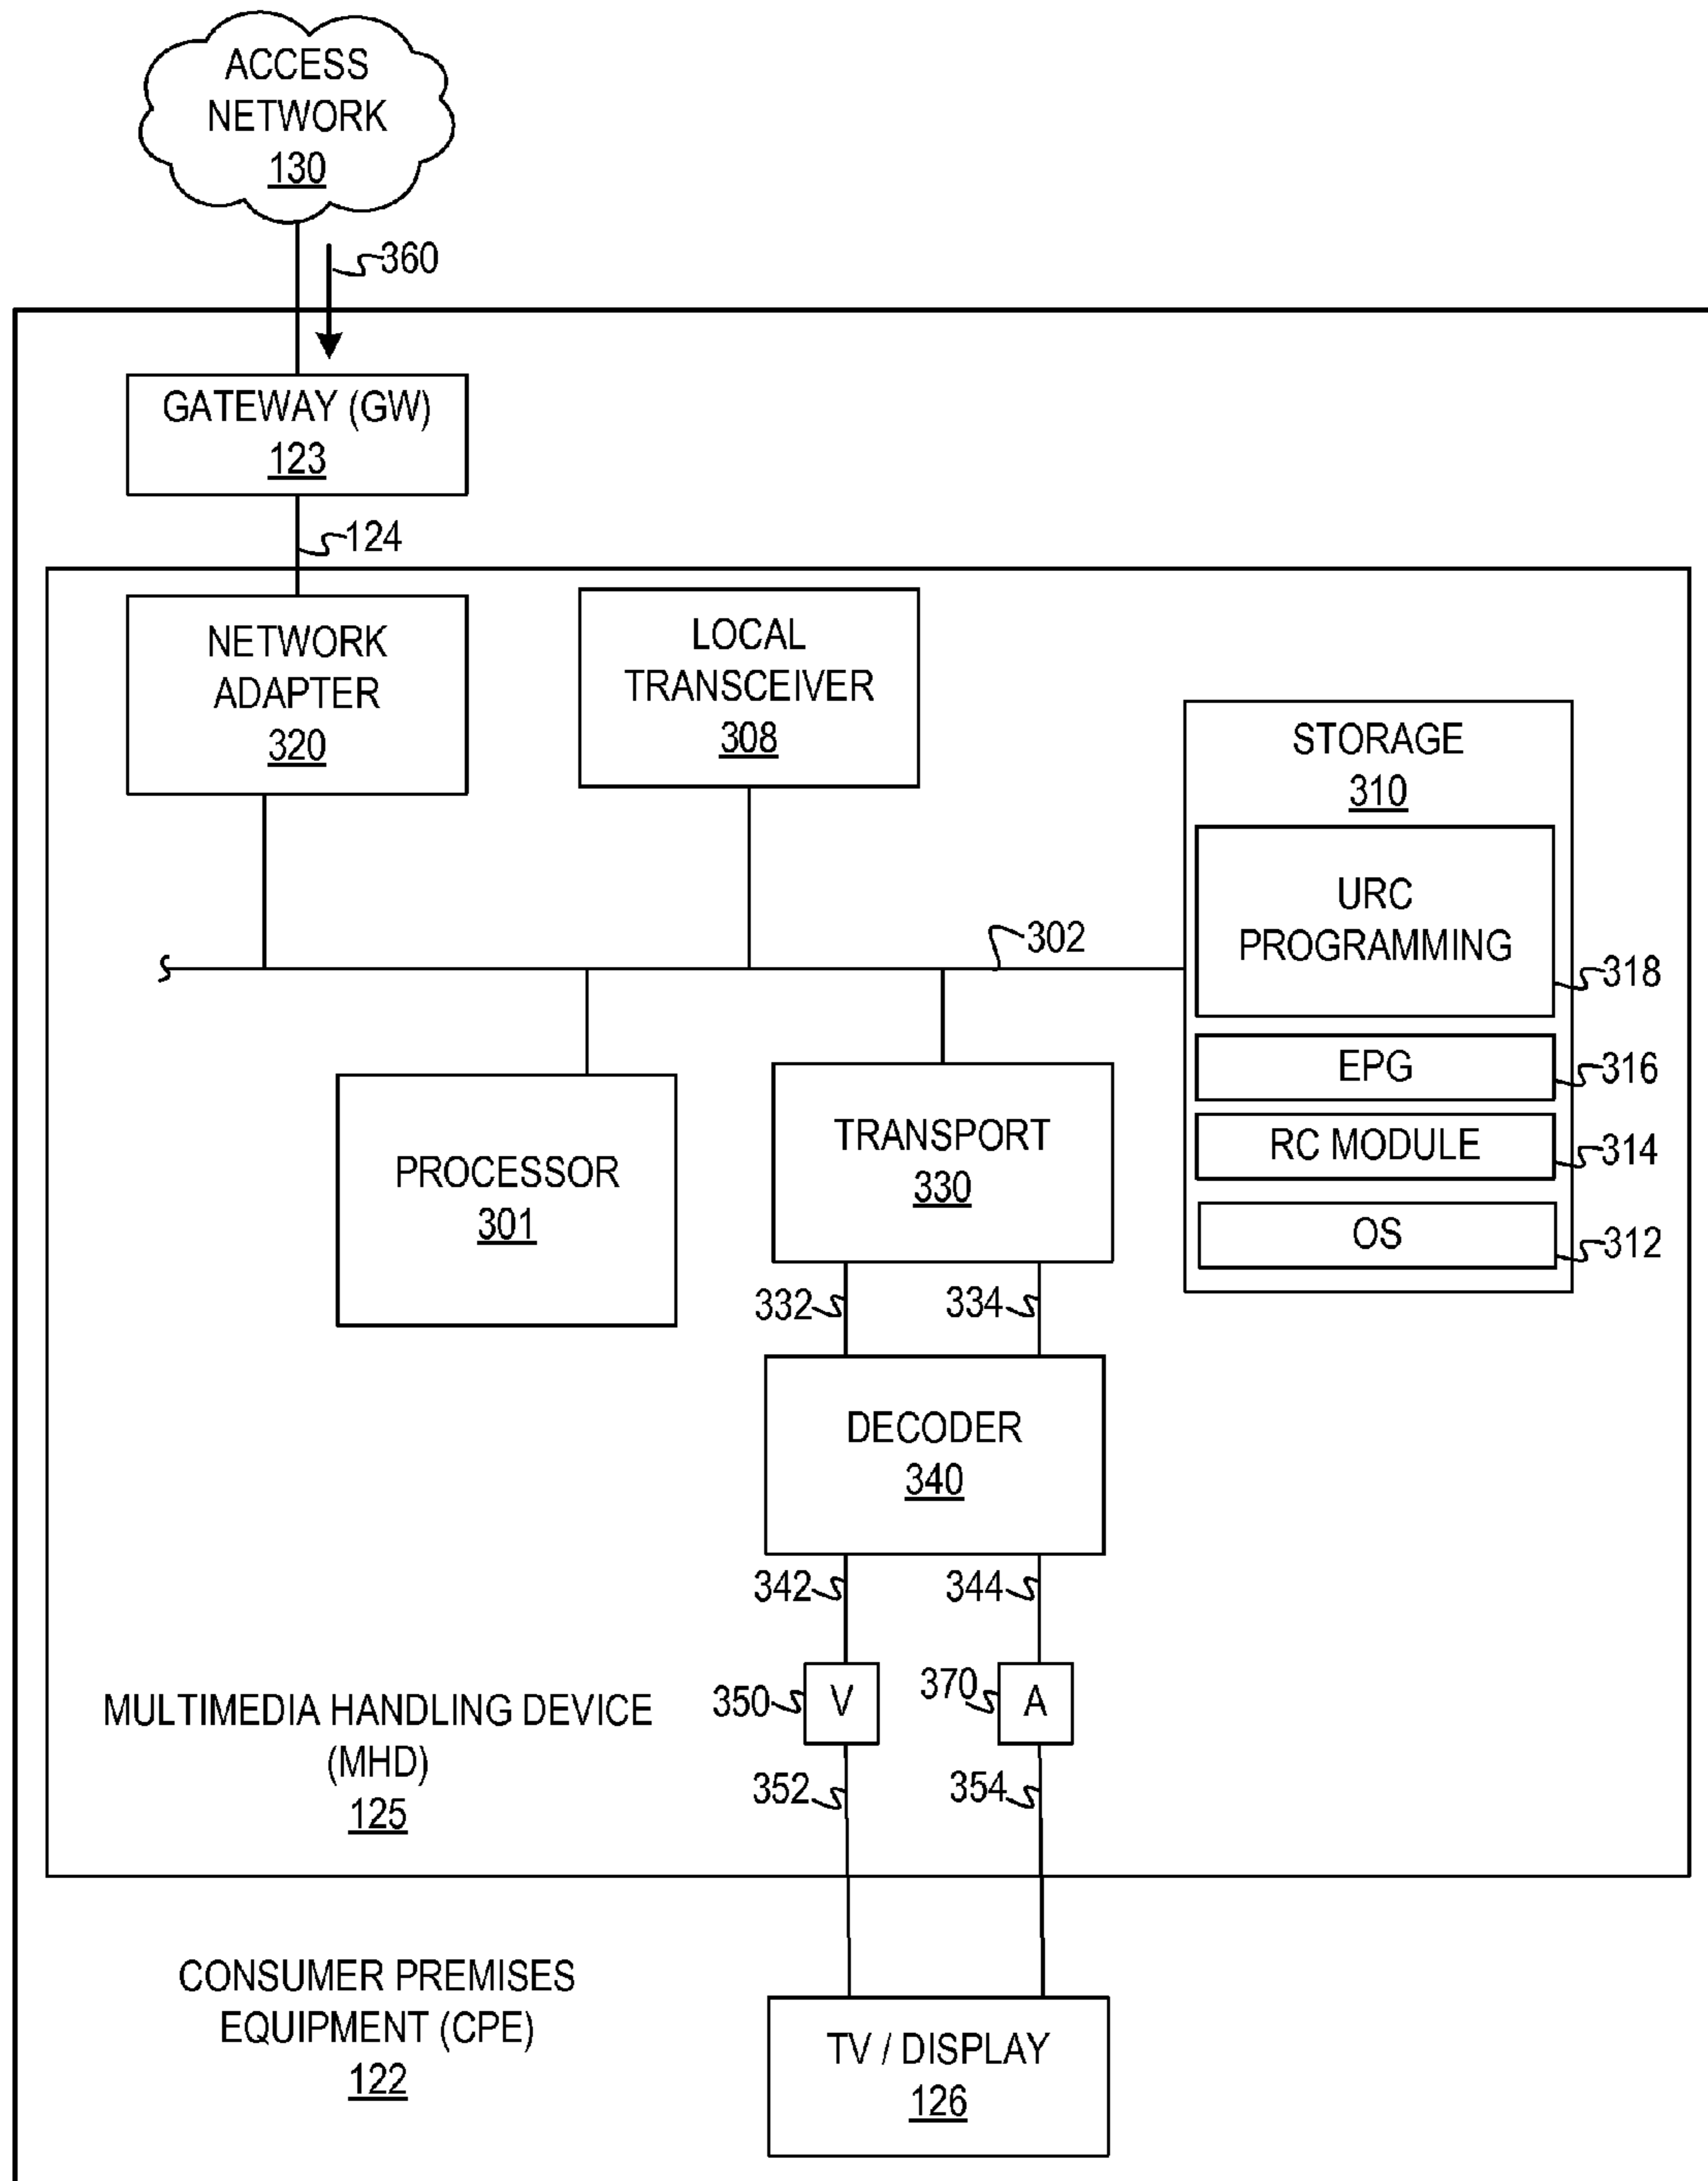 ACCESS
NETWORK
130
360
GATEWAY (GW)
123
124
NETWORK
ADAPTER
320
LOCAL
TRANSCEIVER
308
STORAGE
310
URC
PROGRAMMING
318
302
EPG
316
RC MODULE
314
OS
312
PROCESSOR
301
TRANSPORT
330
332
334
DECODER
340
342
344
350
V
370
A
352
354
MULTIMEDIA HANDLING DEVICE
(MHD)
125
CONSUMER PREMISES
EQUIPMENT (CPE)
122
TV / DISPLAY
126